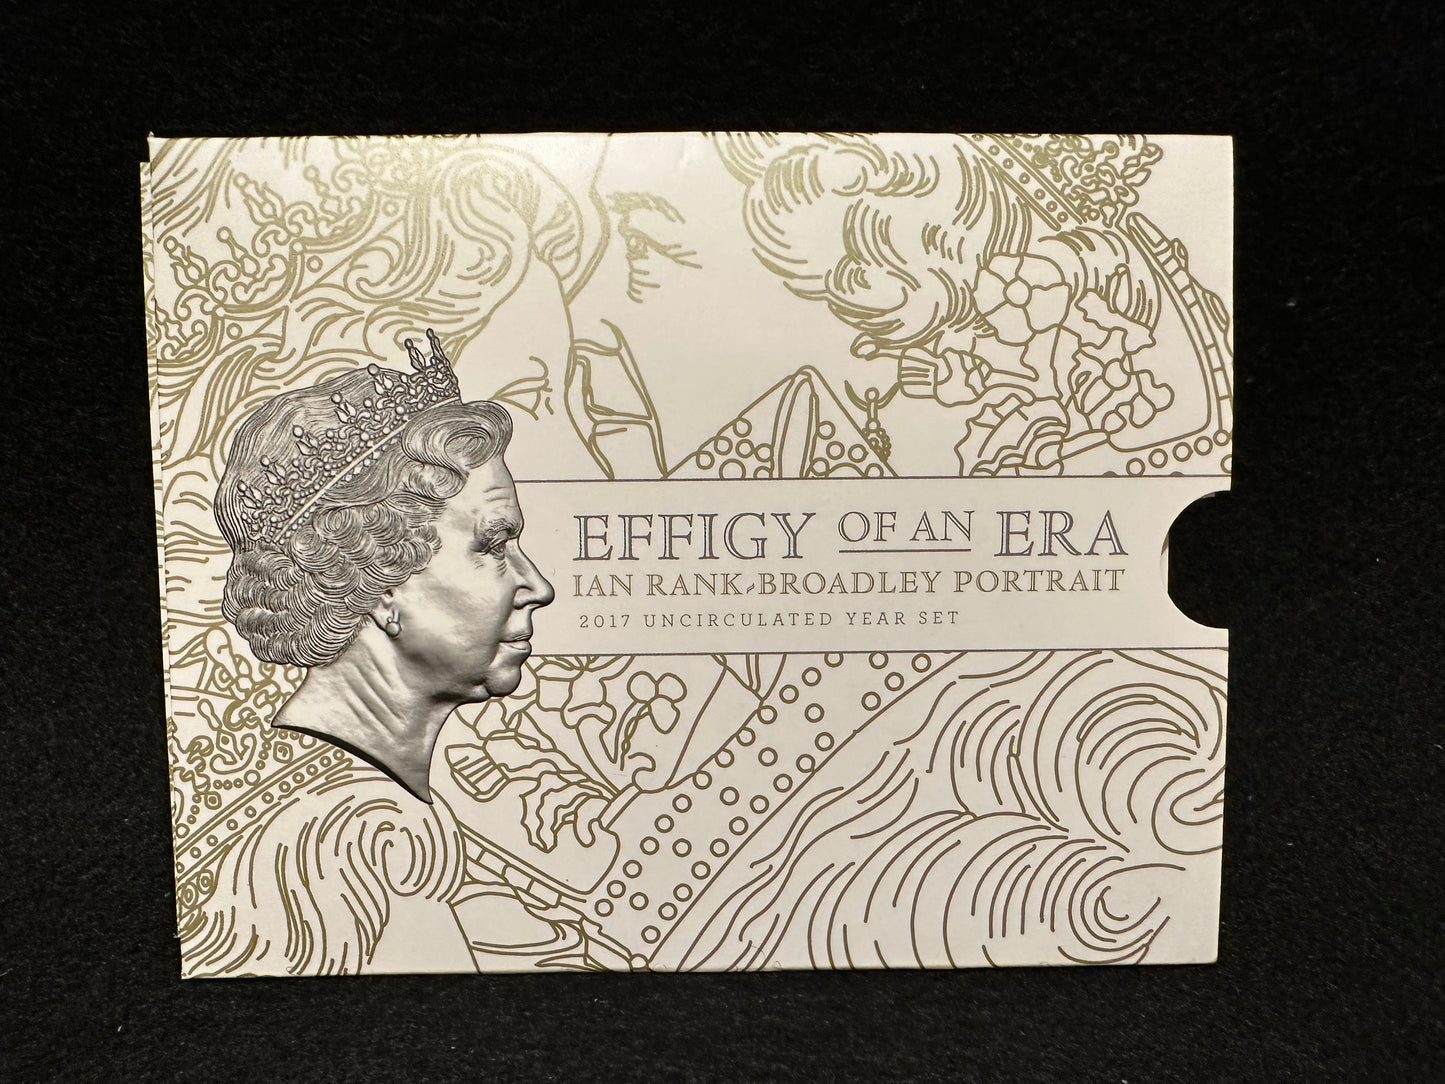 EFFIGY OF AN ERA
IAN RANK-BROADLEY PORTRAIT
2017 UNCIRCULATED YEAR SET